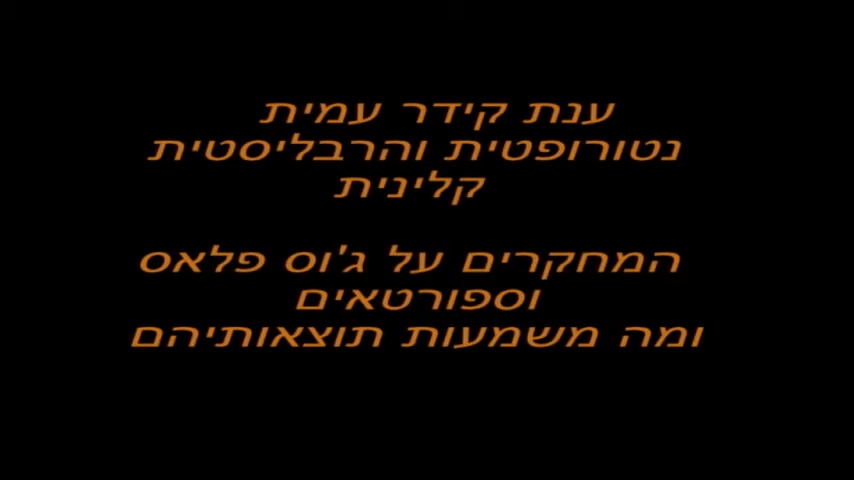 ענת קידר עמית
נטורופטית והרבליסטית
קלינית
המחקרים על ג'וס פלאס
וספורטאים
ומה משמעות תוצאותיהם